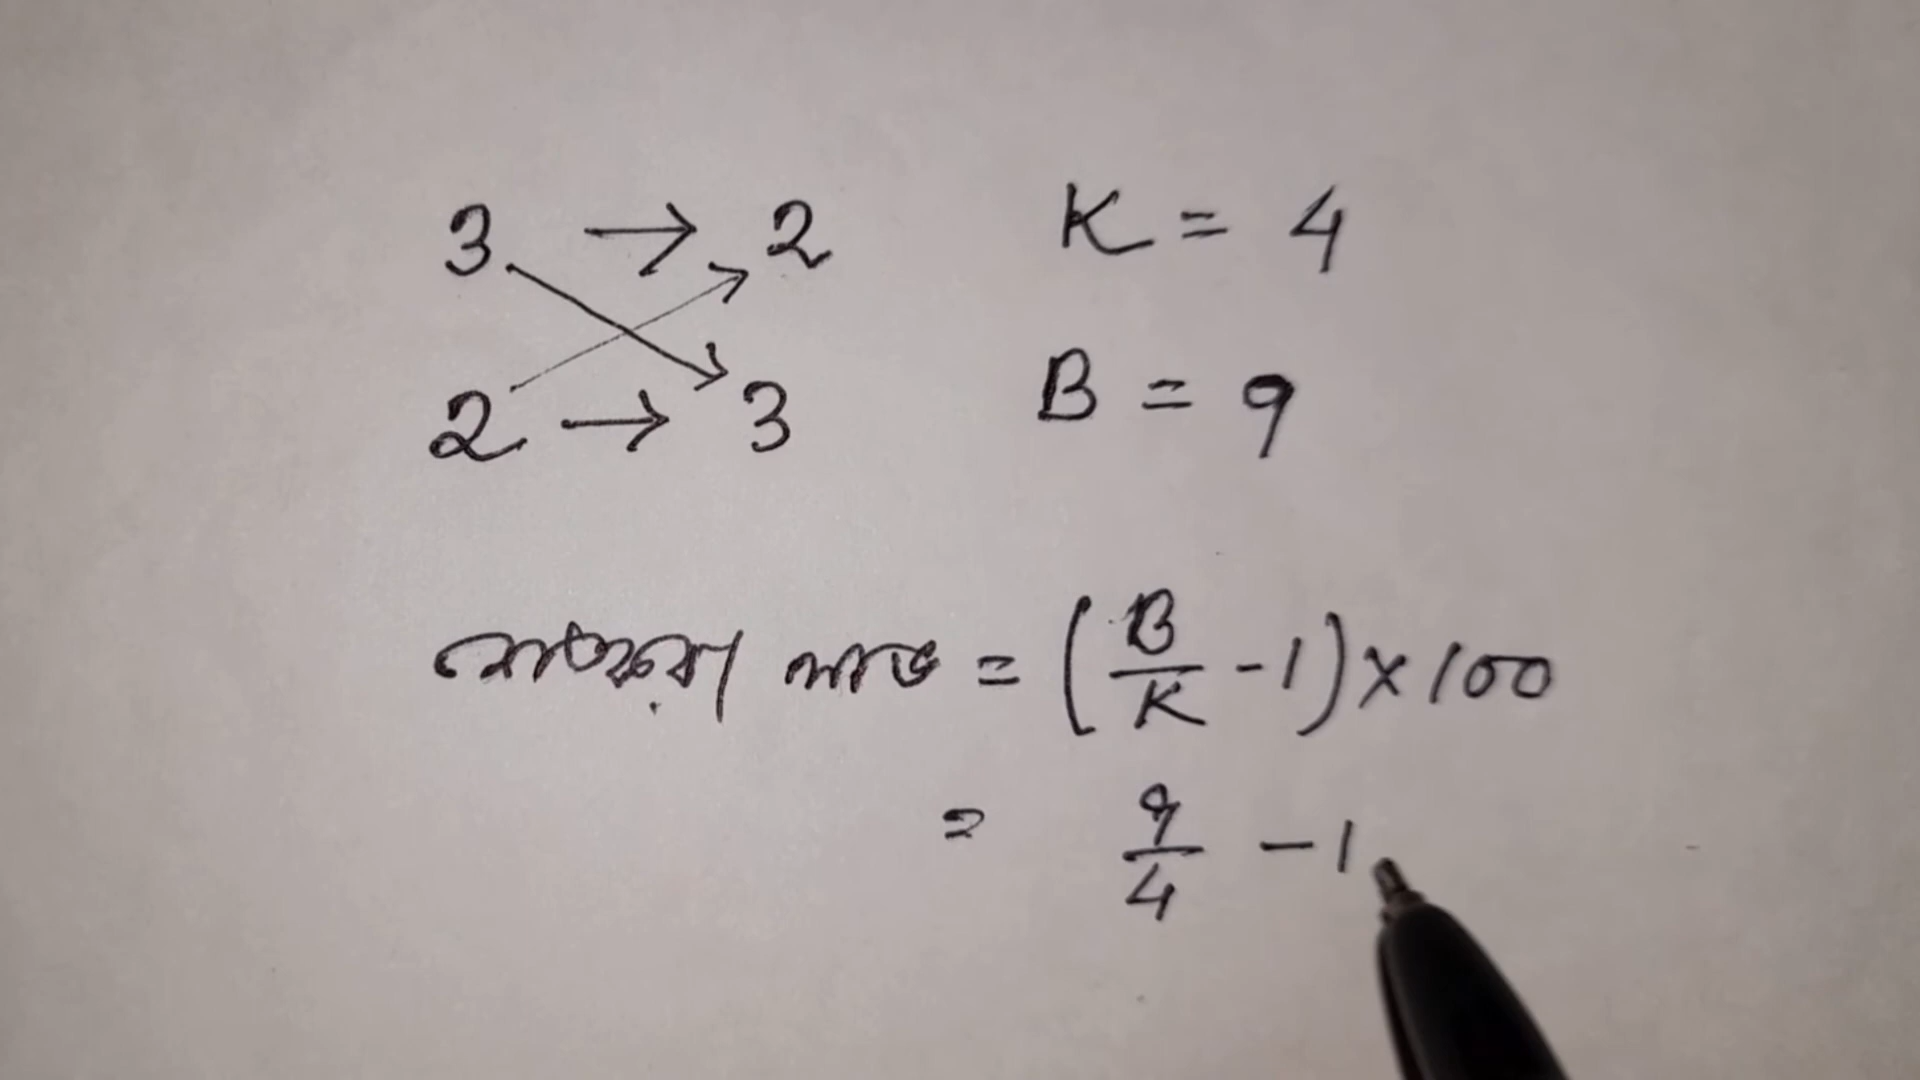 3 → 2 K = 4
2 → 3 B = 9
শতকরা লাভ = (B/K - 1) × 100
= 9/4 - 1